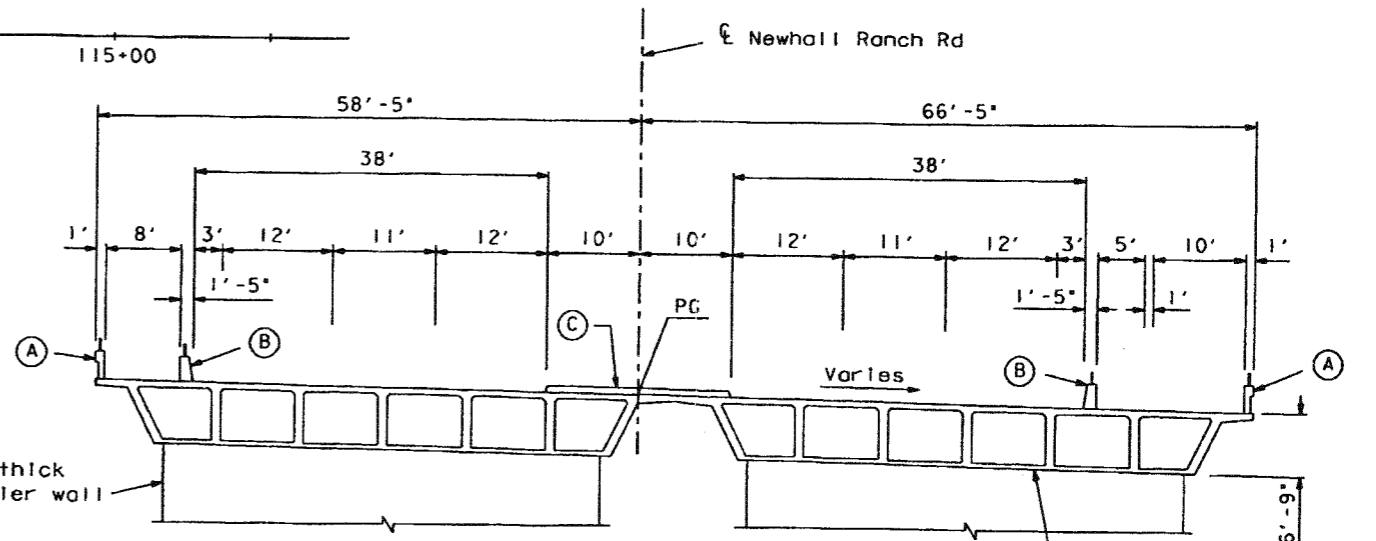 115+00
℄ Newhall Ranch Rd
58'-5"
66'-5"
38'
38'
1' 8' 3' 12' 11' 12' 10' 10' 12' 11' 12' 3' 5' 10' 1'
1'-5"
1'-5" 1'
A
B
C
PG
Varies
B
A
thick
ler wall
6'-9"